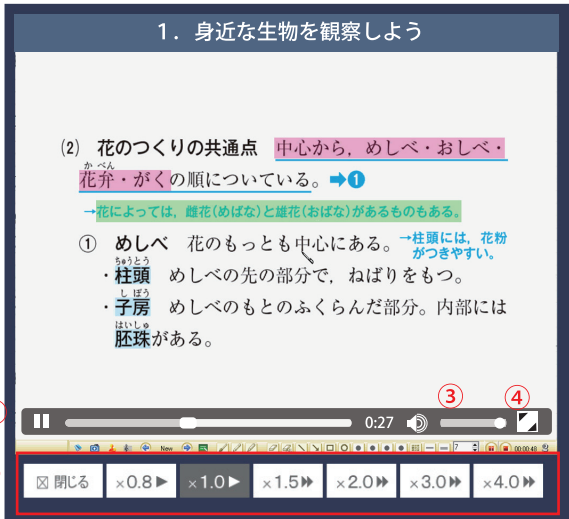 1．身近な生物を観察しよう
(2) 花のつくりの共通点 中心から，めしべ・おしべ・
かべん
花弁・がくの順についている。➡❶
→花によっては，雌花(めばな)と雄花(おばな)があるものもある。
① めしべ 花のもっとも中心にある。→柱頭には，花粉
がつきやすい。
ちゅうとう
・柱頭 めしべの先の部分で，ねばりをもつ。
しぼう
・子房 めしべのもとのふくらんだ部分。内部には
はいしゅ
胚珠がある。
③ ④
0:27
New 7 00:00:48
閉じる ×0.8 ×1.0 ×1.5 ×2.0 ×3.0 ×4.0